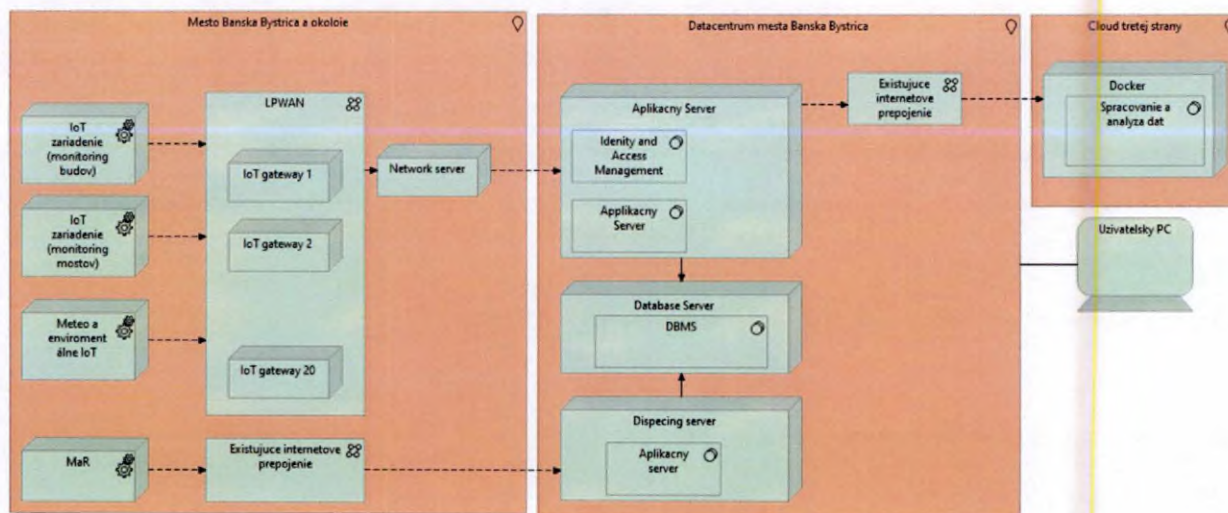 Mesto Banska Bystrica a okoloie
IoT
zariadenie
(monitoring
budov)
IoT
zariadenie
(monitoring
mostov)
Meteo a
enviroment
álne IoT
MaR
LPWAN
IoT gateway 1
IoT gateway 2
IoT gateway 20
Existujuce internetove
prepojenie
Network server
Datacentrum mesta Banska Bystrica
Aplikacny Server
Idenity and
Access
Management
Applikacny
Server
Database Server
DBMS
Dispecing server
Aplikacny
server
Existujuce
internetove
prepojenie
Cloud tretej strany
Docker
Spracovanie a
analyza dat
Uzivatelsky PC